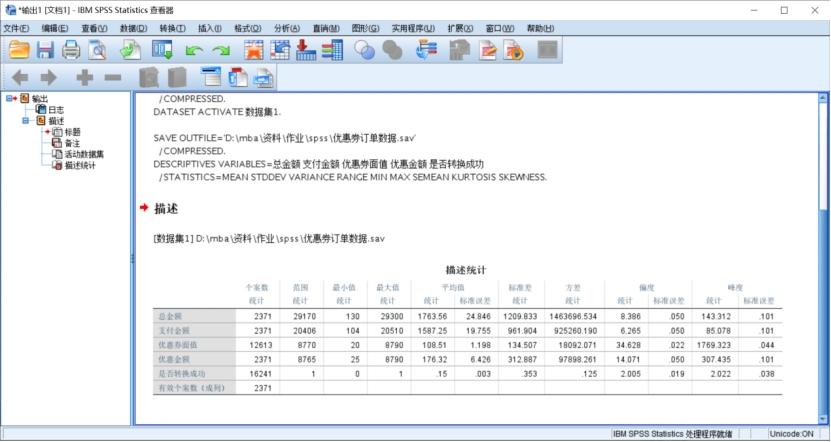 *输出1 [文档1] - IBM SPSS Statistics 查看器
文件(F) 编辑(E) 查看(V) 数据(D) 转换(T) 插入(I) 格式(O) 分析(A) 直销(M) 图形(G) 实用程序(U) 扩展(X) 窗口(W) 帮助(H)
输出
日志
描述
标题
备注
活动数据集
描述统计
/COMPRESSED.
DATASET ACTIVATE 数据集1.
SAVE OUTFILE='D:\mba\资料\作业\spss\优惠券订单数据.sav'
/COMPRESSED.
DESCRIPTIVES VARIABLES=总金额 支付金额 优惠券面值 优惠金额 是否转换成功
/STATISTICS=MEAN STDDEV VARIANCE RANGE MIN MAX SEMEAN KURTOSIS SKEWNESS.
描述
[数据集1] D:\mba\资料\作业\spss\优惠券订单数据.sav
描述统计
个案数 范围 最小值 最大值 平均值 标准差 方差 偏度 峰度
统计 统计 统计 统计 统计 标准误差 统计 统计 统计 标准误差 统计 标准误差
总金额 2371 29170 130 29300 1763.56 24.846 1209.833 1463696.534 8.386 .050 143.312 .101
支付金额 2371 20406 104 20510 1587.25 19.755 961.904 925260.190 6.265 .050 85.078 .101
优惠券面值 12613 8770 20 8790 108.51 1.198 134.507 18092.071 34.628 .022 1769.323 .044
优惠金额 2371 8765 25 8790 176.32 6.426 312.887 97898.261 14.071 .050 307.435 .101
是否转换成功 16241 1 0 1 .15 .003 .353 .125 2.005 .019 2.022 .038
有效个案数（成列） 2371
IBM SPSS Statistics 处理程序就绪 Unicode:ON